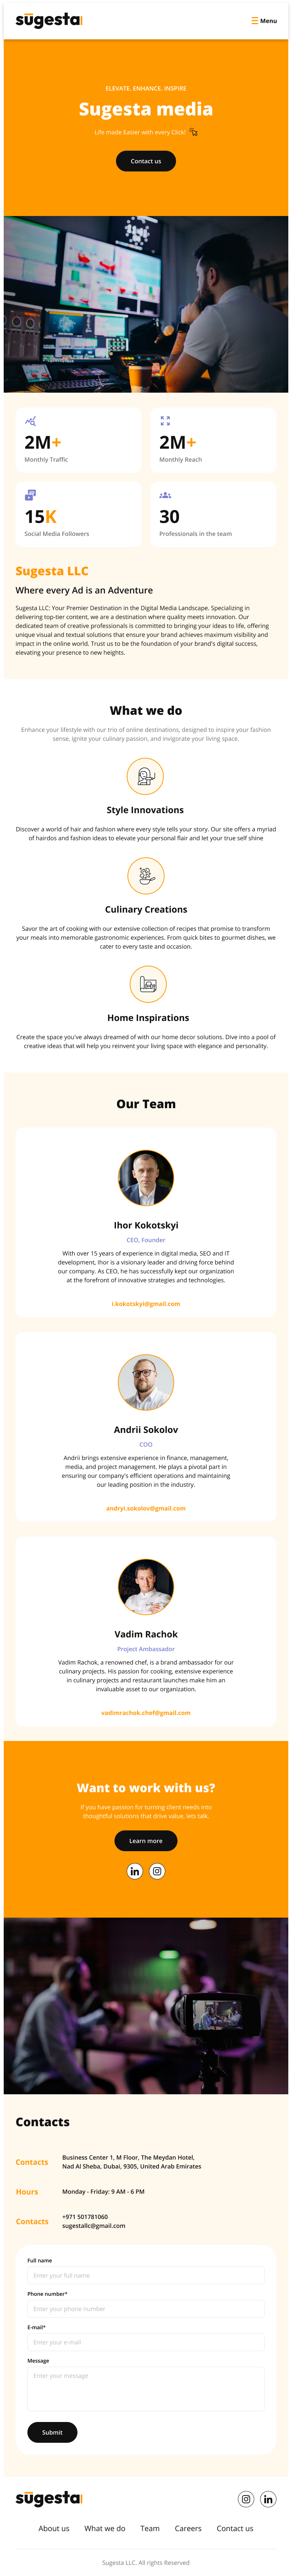 sugesta
Menu
ELEVATE. ENHANCE. INSPIRE
Sugesta media
Life made Easier with every Click!
Contact us
2M+
Monthly Traffic
2M+
Monthly Reach
15K
Social Media Followers
30
Professionals in the team
Sugesta LLC
Where every Ad is an Adventure
Sugesta LLC: Your Premier Destination in the Digital Media Landscape. Specializing in
delivering top-tier content, we are a destination where quality meets innovation. Our
dedicated team of creative professionals is committed to bringing your ideas to life, offering
unique visual and textual solutions that ensure your brand achieves maximum visibility and
impact in the online world. Trust us to be the foundation of your brand's digital success,
elevating your presence to new heights.
What we do
Enhance your lifestyle with our trio of online destinations, designed to inspire your fashion
sense, ignite your culinary passion, and invigorate your living space.
Style Innovations
Discover a world of hair and fashion where every style tells your story. Our site offers a myriad
of hairdos and fashion ideas to elevate your personal flair and let your true self shine
Culinary Creations
Savor the art of cooking with our extensive collection of recipes that promise to transform
your meals into memorable gastronomic experiences. From quick bites to gourmet dishes, we
cater to every taste and occasion.
Home Inspirations
Create the space you've always dreamed of with our home decor solutions. Dive into a pool of
creative ideas that will help you reinvent your living space with elegance and personality.
Our Team
Ihor Kokotskyi
CEO, Founder
With over 15 years of experience in digital media, SEO and IT
development, Ihor is a visionary leader and driving force behind
our company. As CEO, he has successfully kept our organization
at the forefront of innovative strategies and technologies.
i.kokotskyi@gmail.com
Andrii Sokolov
COO
Andrii brings extensive experience in finance, management,
media, and project management. He plays a pivotal part in
ensuring our company's efficient operations and maintaining
our leading position in the industry.
andryi.sokolov@gmail.com
Vadim Rachok
Project Ambassador
Vadim Rachok, a renowned chef, is a brand ambassador for our
culinary projects. His passion for cooking, extensive experience
in culinary projects and restaurant launches make him an
invaluable asset to our organization.
vadimrachok.chef@gmail.com
Want to work with us?
If you have passion for turning client needs into
thoughtful solutions that drive value, lets talk.
Learn more
in
Contacts
Contacts
Business Center 1, M Floor, The Meydan Hotel,
Nad Al Sheba, Dubai, 9305, United Arab Emirates
Hours
Monday - Friday: 9 AM - 6 PM
Contacts
+971 501781060
sugestallc@gmail.com
Full name
Enter your full name
Phone number*
Enter your phone number
E-mail*
Enter your e-mail
Message
Enter your message
Submit
sugesta
in
About us
What we do
Team
Careers
Contact us
Sugesta LLC. All rights Reserved